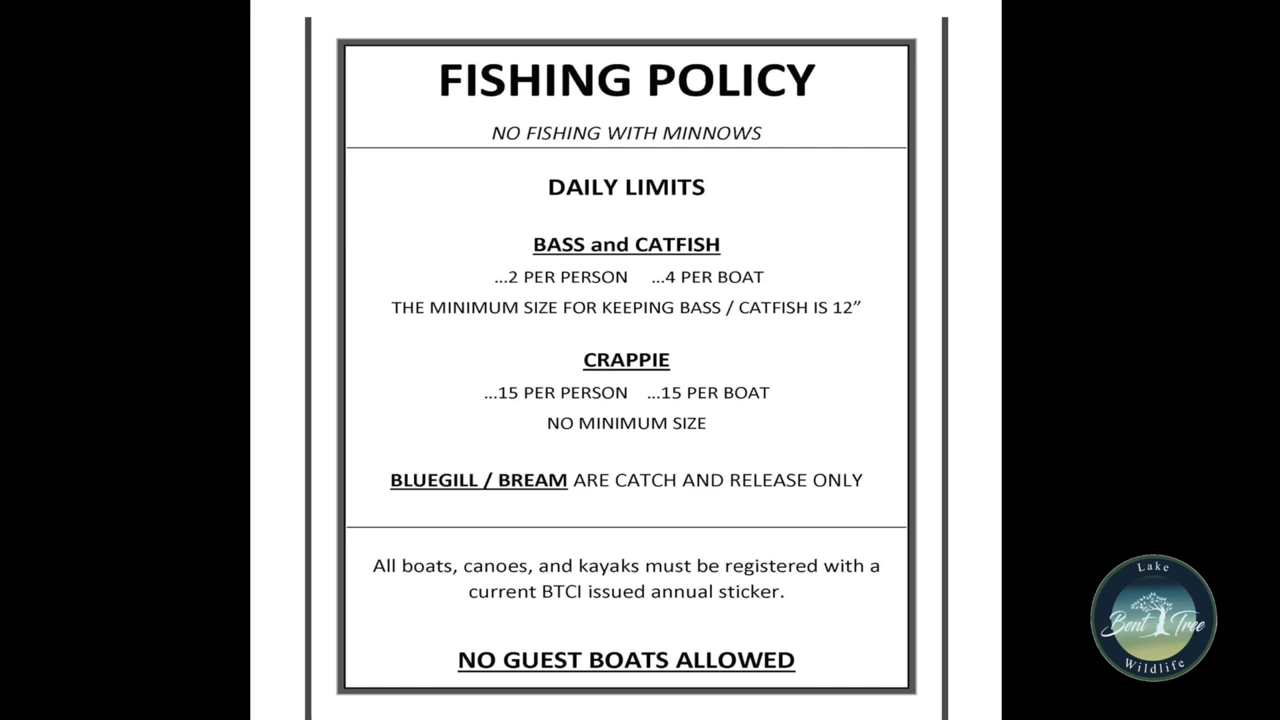 FISHING POLICY
NO FISHING WITH MINNOWS
DAILY LIMITS
BASS and CATFISH
...2 PER PERSON ...4 PER BOAT
THE MINIMUM SIZE FOR KEEPING BASS / CATFISH IS 12”
CRAPPIE
...15 PER PERSON ...15 PER BOAT
NO MINIMUM SIZE
BLUEGILL / BREAM ARE CATCH AND RELEASE ONLY
All boats, canoes, and kayaks must be registered with a
current BTCI issued annual sticker.
NO GUEST BOATS ALLOWED
Lake
Bent Tree
Wildlife